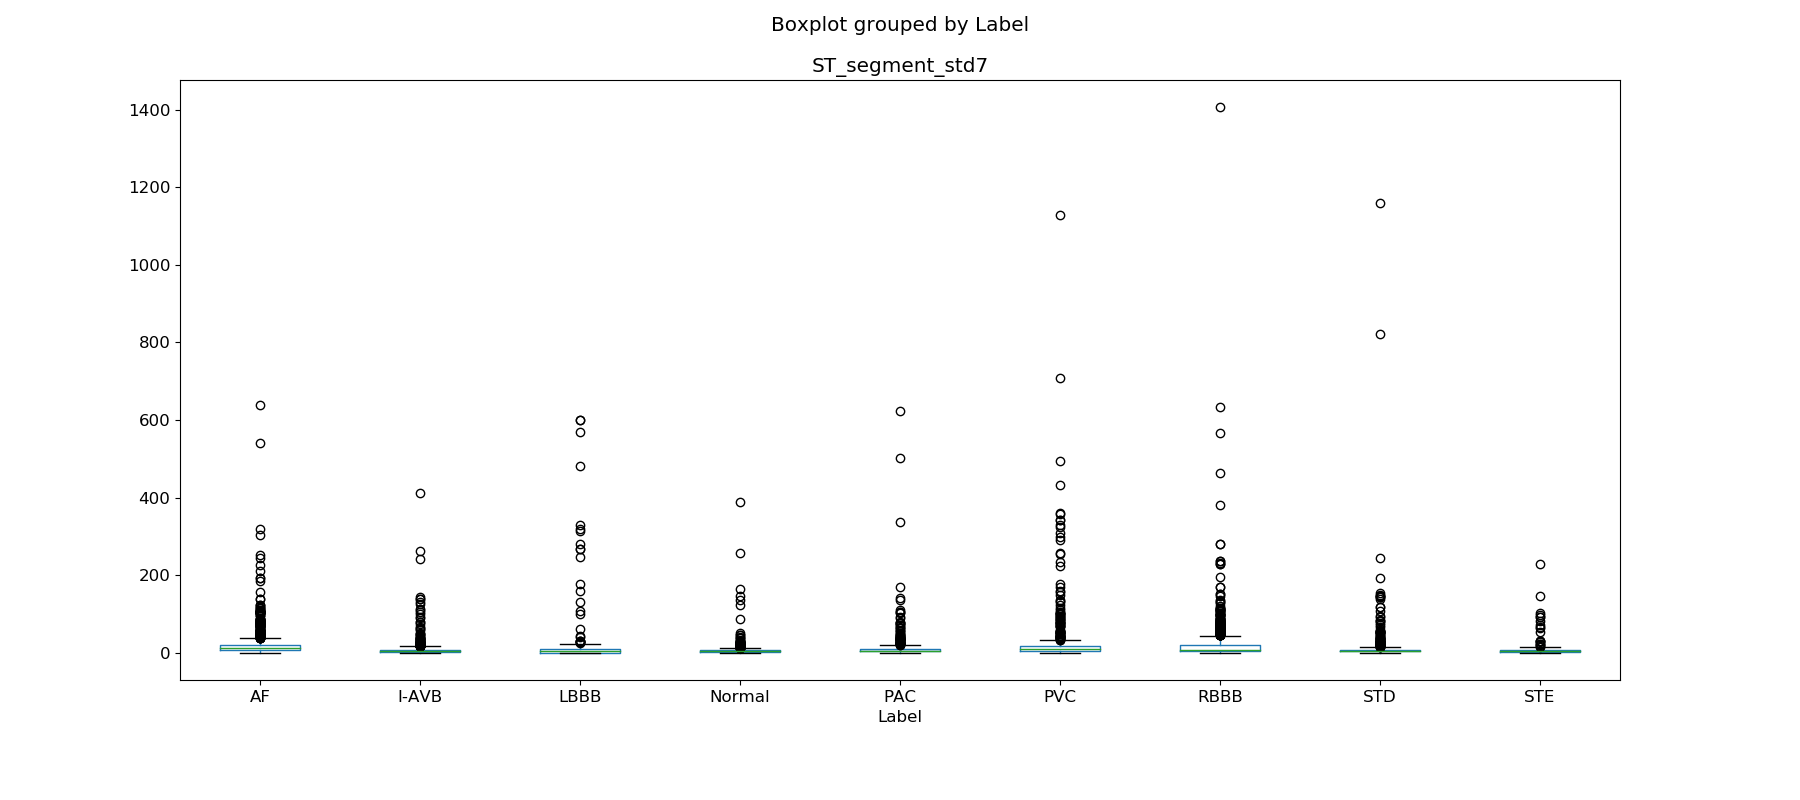 Boxplot grouped by Label
ST_segment_std7
1400
1200
1000
800
600
400
200
0
AF I-AVB LBBB Normal PAC PVC RBBB STD STE
Label